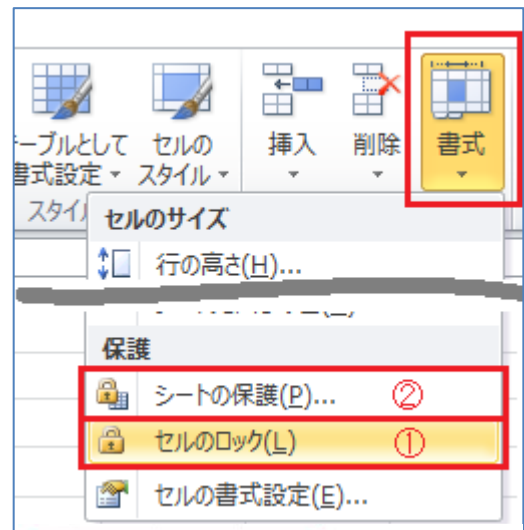 ーブルとして
書式設定
セルの
スタイル
挿入
削除
書式
スタイ
セルのサイズ
行の高さ(H)...
保護
シートの保護(P)... ②
セルのロック(L) ①
セルの書式設定(E)...